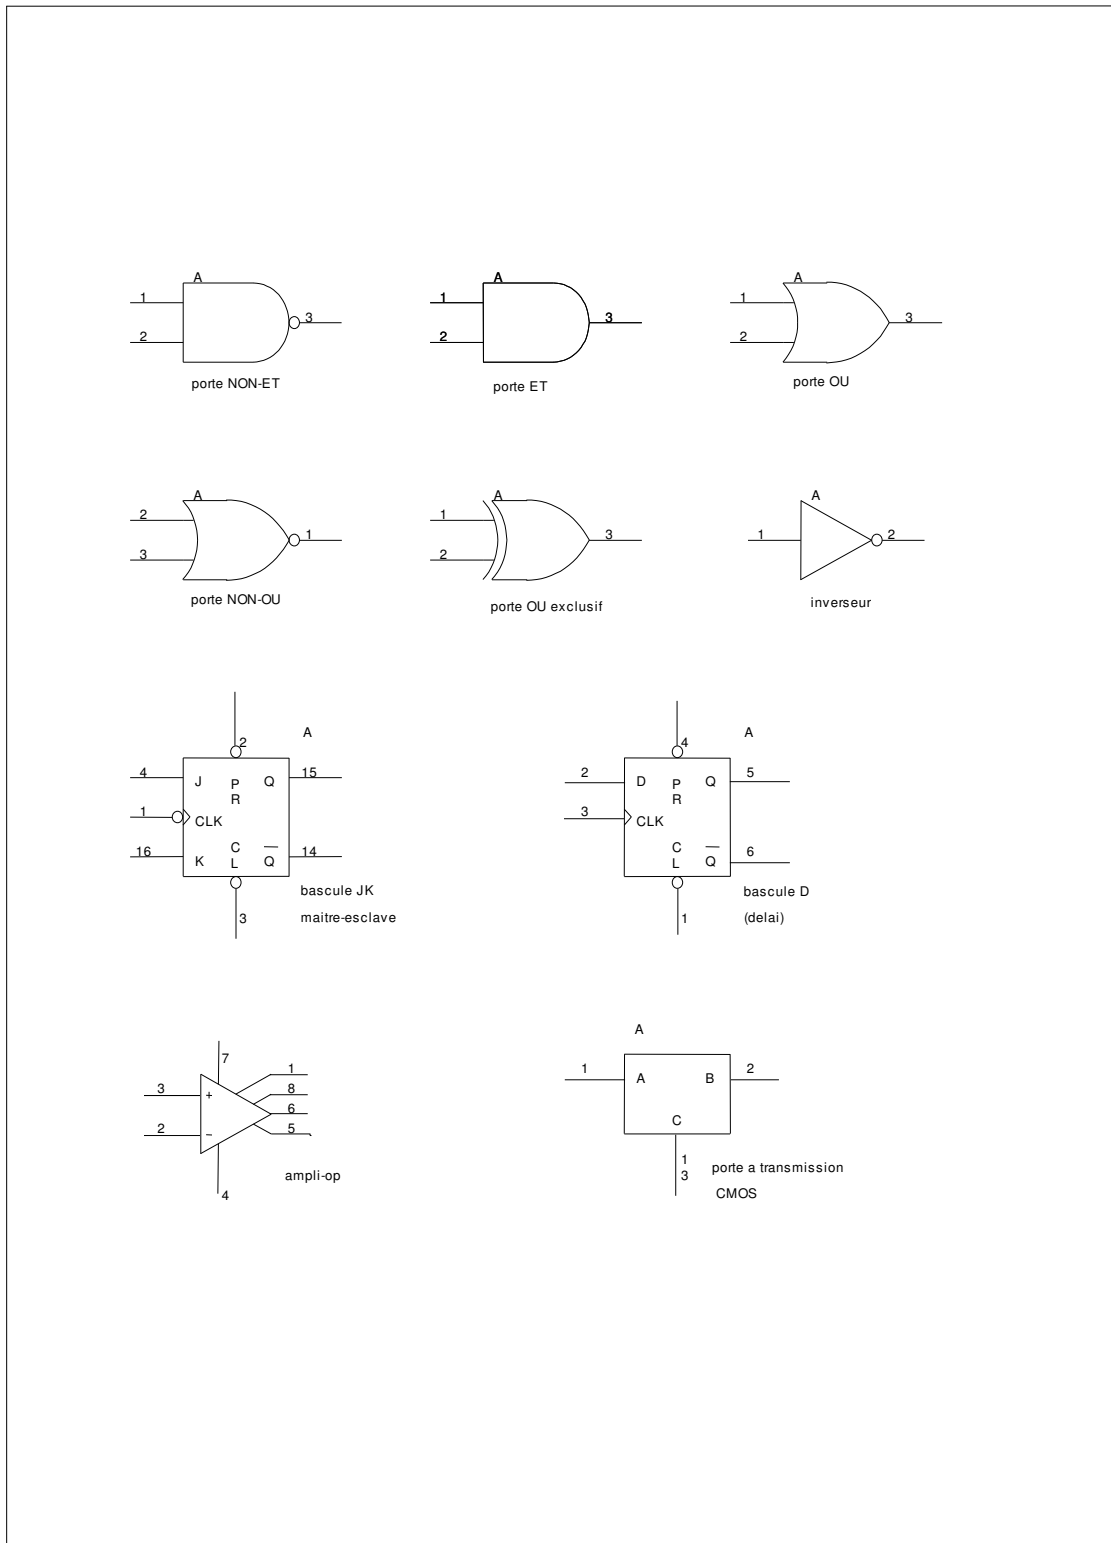 A A A
1 1 1
3 3 3
2 2 2
porte NON-ET porte ET porte OU
A A A
2 1
1 3 1 2
3 2
porte NON-OU porte OU exclusif inverseur
2 A 4 A
4 J P Q 15 2 D P Q 5
R R
1 CLK 3 CLK
C C
16 K L Q 14 L Q 6
bascule JK bascule D
3 maitre-esclave 1 (delai)
A
7
1
3 + 8 1 A B 2
6
2 – 5 C
4 ampli-op
1
3 porte a transmission
CMOS